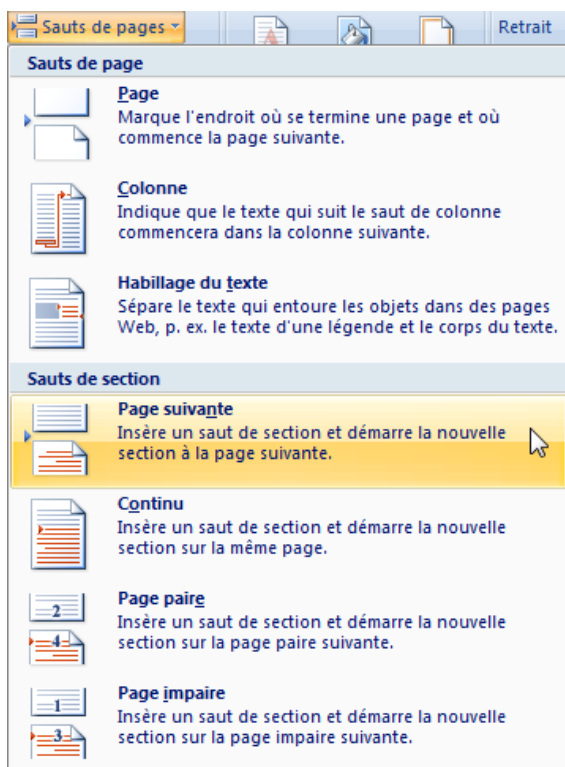 Sauts de pages
Retrait
Sauts de page
Page
Marque l'endroit où se termine une page et où
commence la page suivante.
Colonne
Indique que le texte qui suit le saut de colonne
commencera dans la colonne suivante.
Habillage du texte
Sépare le texte qui entoure les objets dans des pages
Web, p. ex. le texte d'une légende et le corps du texte.
Sauts de section
Page suivante
Insère un saut de section et démarre la nouvelle
section à la page suivante.
Continu
Insère un saut de section et démarre la nouvelle
section sur la même page.
2
4
Page paire
Insère un saut de section et démarre la nouvelle
section sur la page paire suivante.
1
3
Page impaire
Insère un saut de section et démarre la nouvelle
section sur la page impaire suivante.